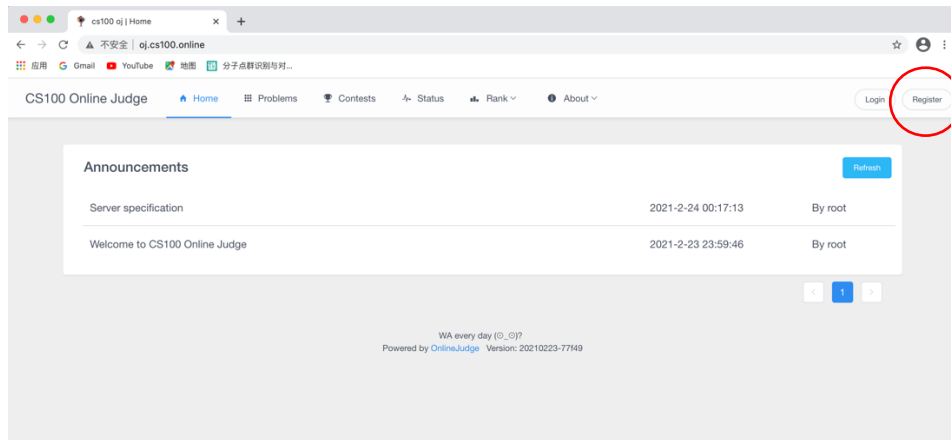 cs100 oj | Home
不安全 oj.cs100.online
应用 Gmail YouTube 地图 分子点群识别与对...
CS100 Online Judge Home Problems Contests Status Rank About Login Register
Announcements Refresh
Server specification 2021-2-24 00:17:13 By root
Welcome to CS100 Online Judge 2021-2-23 23:59:46 By root
1
WA every day (⊙_⊙)?
Powered by OnlineJudge Version: 20210223-77f49